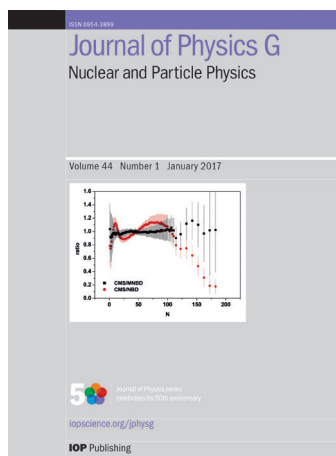 ISSN 0954-3899
Journal of Physics G
Nuclear and Particle Physics
Volume 44 Number 1 January 2017
1.6
1.4
1.2
1.0
0.8
0.6
0.4
0.2
0.0
ratio
CMS/MNBD
CMS/NBD
0 50 100 150 200
N
50
Journal of Physics series
celebrates its 50th anniversary
iopscience.org/jphysg
IOP Publishing